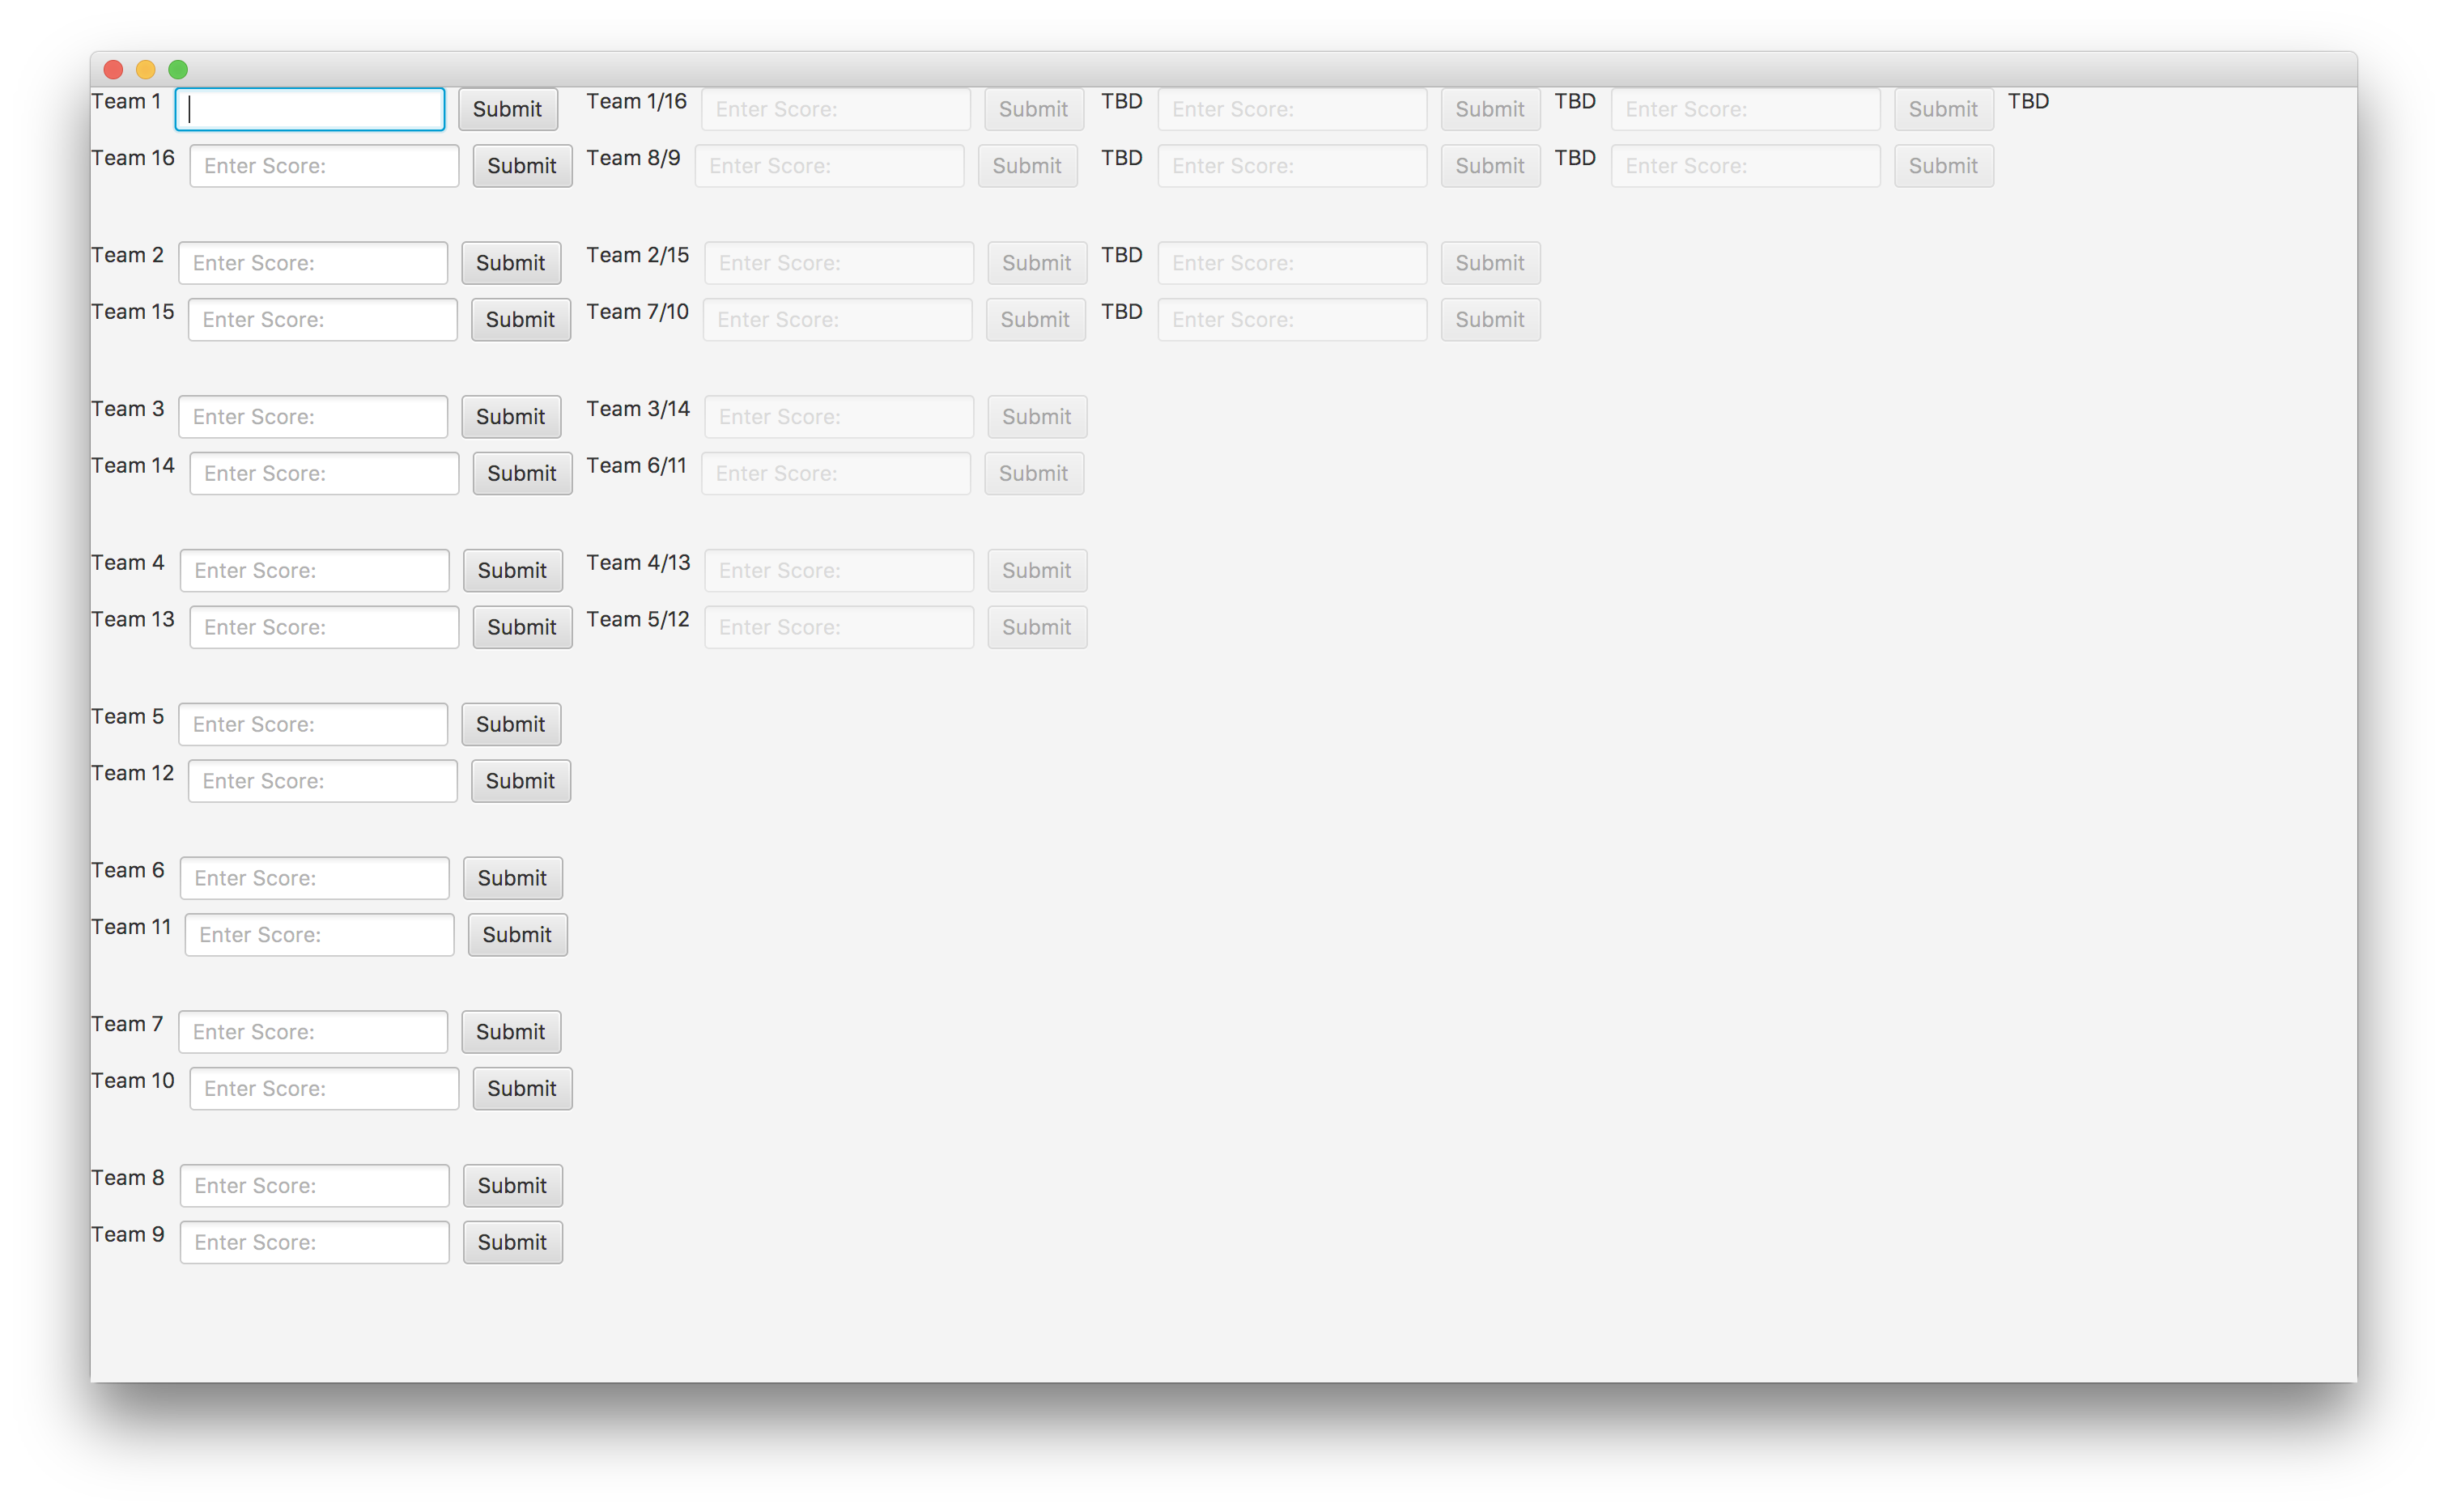 Team 1 Submit Team 1/16 Enter Score: Submit TBD Enter Score: Submit TBD Enter Score: Submit TBD
Team 16 Enter Score: Submit Team 8/9 Enter Score: Submit TBD Enter Score: Submit TBD Enter Score: Submit
Team 2 Enter Score: Submit Team 2/15 Enter Score: Submit TBD Enter Score: Submit
Team 15 Enter Score: Submit Team 7/10 Enter Score: Submit TBD Enter Score: Submit
Team 3 Enter Score: Submit Team 3/14 Enter Score: Submit
Team 14 Enter Score: Submit Team 6/11 Enter Score: Submit
Team 4 Enter Score: Submit Team 4/13 Enter Score: Submit
Team 13 Enter Score: Submit Team 5/12 Enter Score: Submit
Team 5 Enter Score: Submit
Team 12 Enter Score: Submit
Team 6 Enter Score: Submit
Team 11 Enter Score: Submit
Team 7 Enter Score: Submit
Team 10 Enter Score: Submit
Team 8 Enter Score: Submit
Team 9 Enter Score: Submit